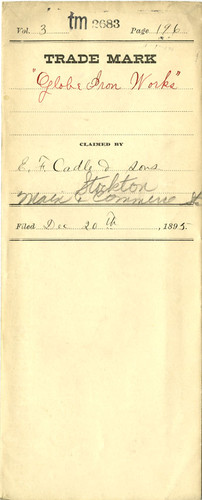 Vol. 3 tm 2683 Page 196
TRADE MARK
"Globe Iron Works"
CLAIMED BY
E. F. Cadle & Sons
Stockton
Main & Commerce St
Filed Dec 20th, 1895.